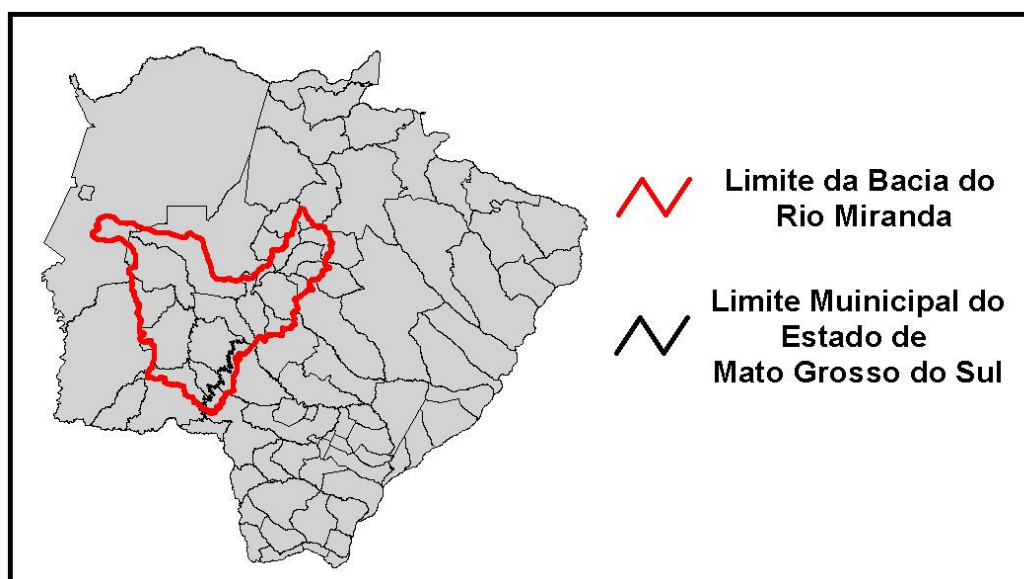 Limite da Bacia do
Rio Miranda
Limite Muinicipal do
Estado de
Mato Grosso do Sul